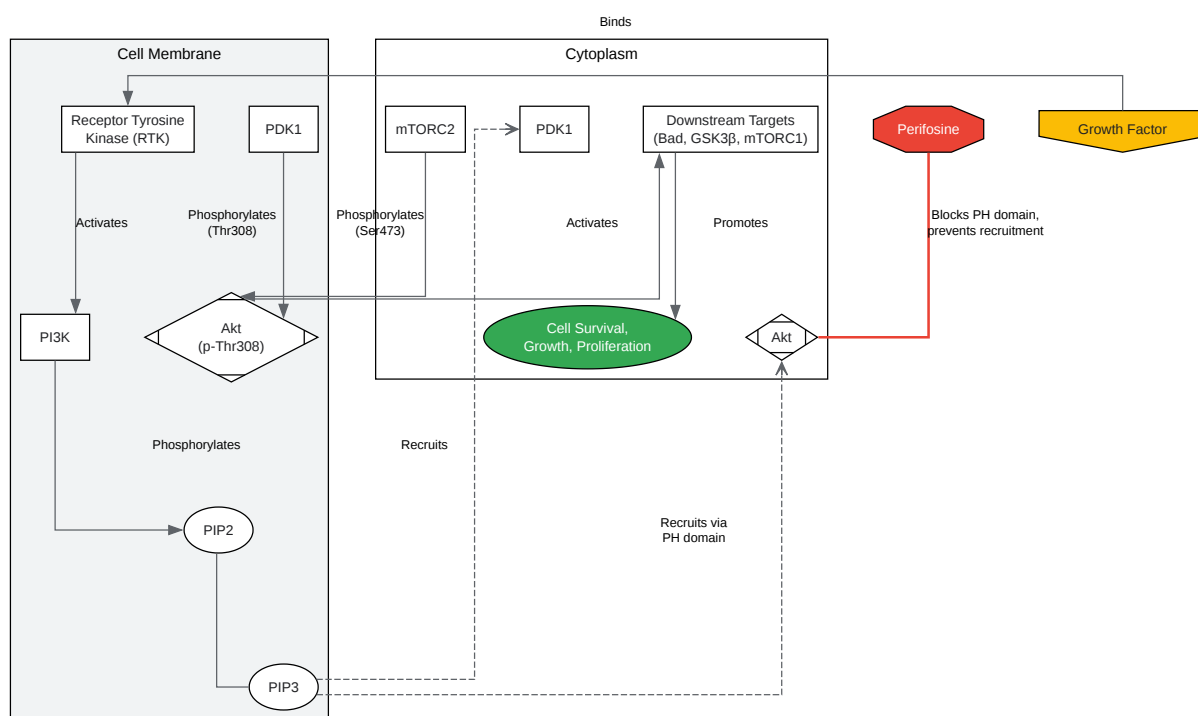 Binds
Cell Membrane
Cytoplasm
Receptor Tyrosine
Kinase (RTK)
PDK1
mTORC2
PDK1
Downstream Targets
(Bad, GSK3β, mTORC1)
Perifosine
Growth Factor
Activates
Phosphorylates
(Thr308)
Phosphorylates
(Ser473)
Activates
Promotes
Blocks PH domain,
prevents recruitment
PI3K
Akt
(p-Thr308)
Cell Survival,
Growth, Proliferation
Akt
Phosphorylates
Recruits
PIP2
Recruits via
PH domain
PIP3